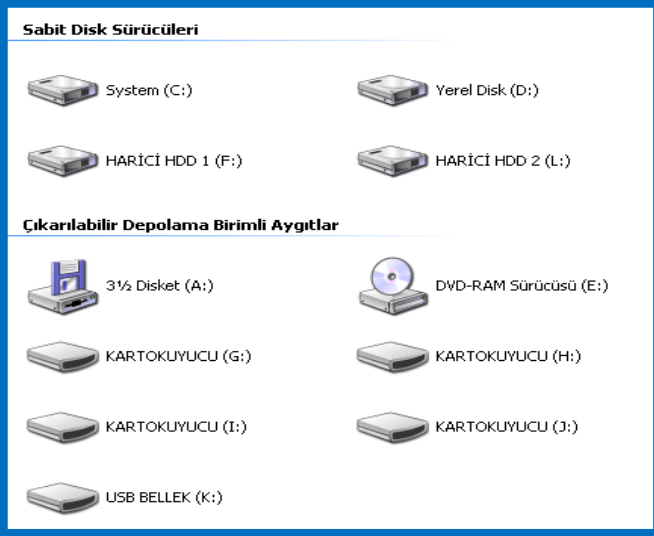 Sabit Disk Sürücüleri
System (C:) Yerel Disk (D:)
HARİCİ HDD 1 (F:) HARİCİ HDD 2 (L:)
Çıkarılabilir Depolama Birimli Aygıtlar
3½ Disket (A:) DVD-RAM Sürücüsü (E:)
KARTOKUYUCU (G:) KARTOKUYUCU (H:)
KARTOKUYUCU (I:) KARTOKUYUCU (J:)
USB BELLEK (K:)